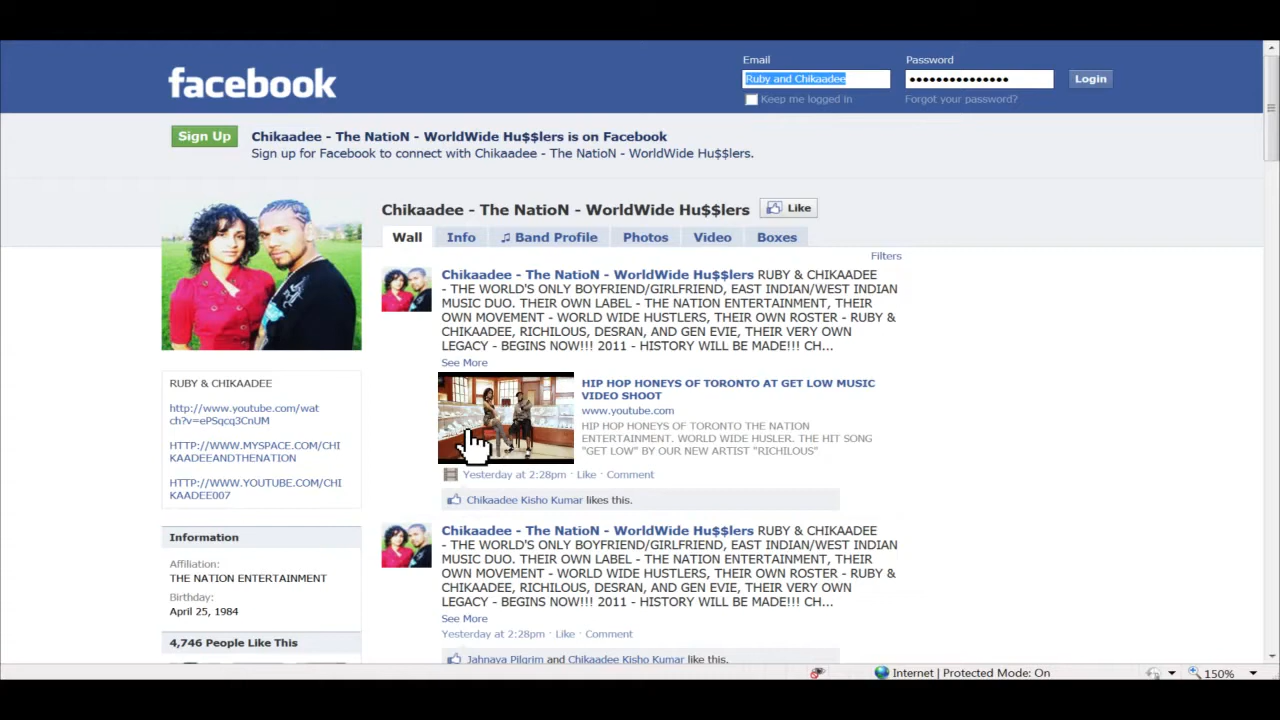 facebook
Email
Password
Ruby and Chikaadee
•••••••••••••••
Login
Keep me logged in
Forgot your password?
Sign Up
Chikaadee - The NatioN - WorldWide Hu$$lers is on Facebook
Sign up for Facebook to connect with Chikaadee - The NatioN - WorldWide Hu$$lers.
Chikaadee - The NatioN - WorldWide Hu$$lers
Like
Wall
Info
Band Profile
Photos
Video
Boxes
Filters
Chikaadee - The NatioN - WorldWide Hu$$lers RUBY & CHIKAADEE
- THE WORLD'S ONLY BOYFRIEND/GIRLFRIEND, EAST INDIAN/WEST INDIAN
MUSIC DUO. THEIR OWN LABEL - THE NATION ENTERTAINMENT, THEIR
OWN MOVEMENT - WORLD WIDE HUSTLERS, THEIR OWN ROSTER - RUBY &
CHIKAADEE, RICHILOUS, DESRAN, AND GEN EVIE, THEIR VERY OWN
LEGACY - BEGINS NOW!!! 2011 - HISTORY WILL BE MADE!!! CH...
See More
HIP HOP HONEYS OF TORONTO AT GET LOW MUSIC
VIDEO SHOOT
www.youtube.com
HIP HOP HONEYS OF TORONTO THE NATION
ENTERTAINMENT. WORLD WIDE HUSLER. THE HIT SONG
"GET LOW" BY OUR NEW ARTIST "RICHILOUS"
Yesterday at 2:28pm · Like · Comment
Chikaadee Kisho Kumar likes this.
Chikaadee - The NatioN - WorldWide Hu$$lers RUBY & CHIKAADEE
- THE WORLD'S ONLY BOYFRIEND/GIRLFRIEND, EAST INDIAN/WEST INDIAN
MUSIC DUO. THEIR OWN LABEL - THE NATION ENTERTAINMENT, THEIR
OWN MOVEMENT - WORLD WIDE HUSTLERS, THEIR OWN ROSTER - RUBY &
CHIKAADEE, RICHILOUS, DESRAN, AND GEN EVIE, THEIR VERY OWN
LEGACY - BEGINS NOW!!! 2011 - HISTORY WILL BE MADE!!! CH...
See More
Yesterday at 2:28pm · Like · Comment
Jahnaya Pilgrim and Chikaadee Kisho Kumar like this.
RUBY & CHIKAADEE
http://www.youtube.com/wat
ch?v=ePSqcq3CnUM
HTTP://WWW.MYSPACE.COM/CHI
KAADEEANDTHENATION
HTTP://WWW.YOUTUBE.COM/CHI
KAADEE007
Information
Affiliation:
THE NATION ENTERTAINMENT
Birthday:
April 25, 1984
4,746 People Like This
Internet | Protected Mode: On
150%